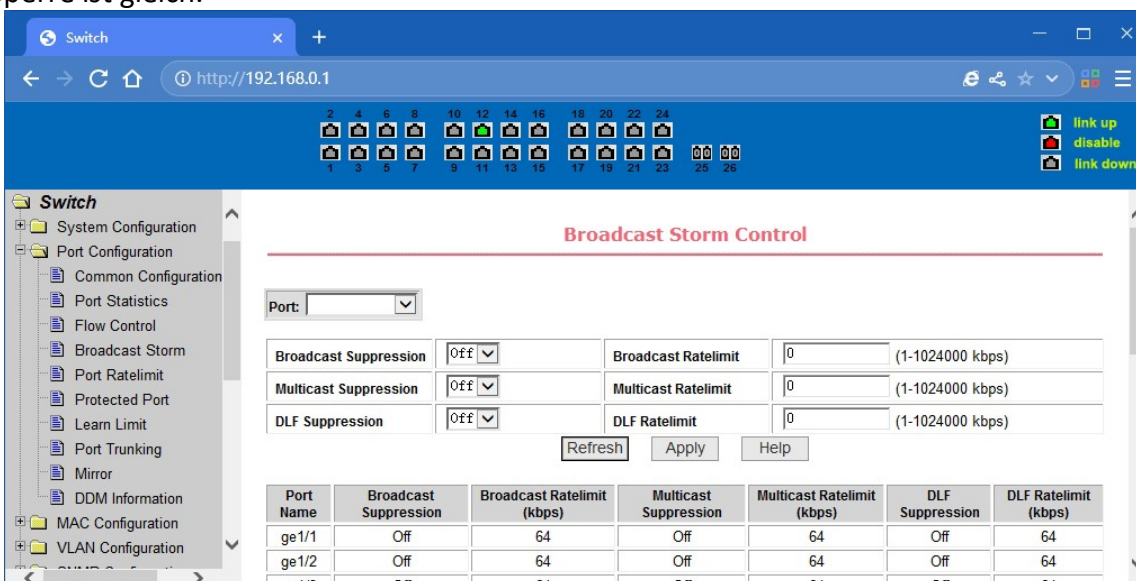 sperre ist gleich.
Switch
http://192.168.0.1
2 4 6 8 10 12 14 16 18 20 22 24
1 3 5 7 9 11 13 15 17 19 21 23 25 26
link up
disable
link down
Switch
System Configuration
Port Configuration
Common Configuration
Port Statistics
Flow Control
Broadcast Storm
Port Ratelimit
Protected Port
Learn Limit
Port Trunking
Mirror
DDM Information
MAC Configuration
VLAN Configuration
Broadcast Storm Control
Port:
Broadcast Suppression Off Broadcast Ratelimit 0 (1-1024000 kbps)
Multicast Suppression Off Multicast Ratelimit 0 (1-1024000 kbps)
DLF Suppression Off DLF Ratelimit 0 (1-1024000 kbps)
Refresh Apply Help
Port Name Broadcast Suppression Broadcast Ratelimit (kbps) Multicast Suppression Multicast Ratelimit (kbps) DLF Suppression DLF Ratelimit (kbps)
ge1/1 Off 64 Off 64 Off 64
ge1/2 Off 64 Off 64 Off 64